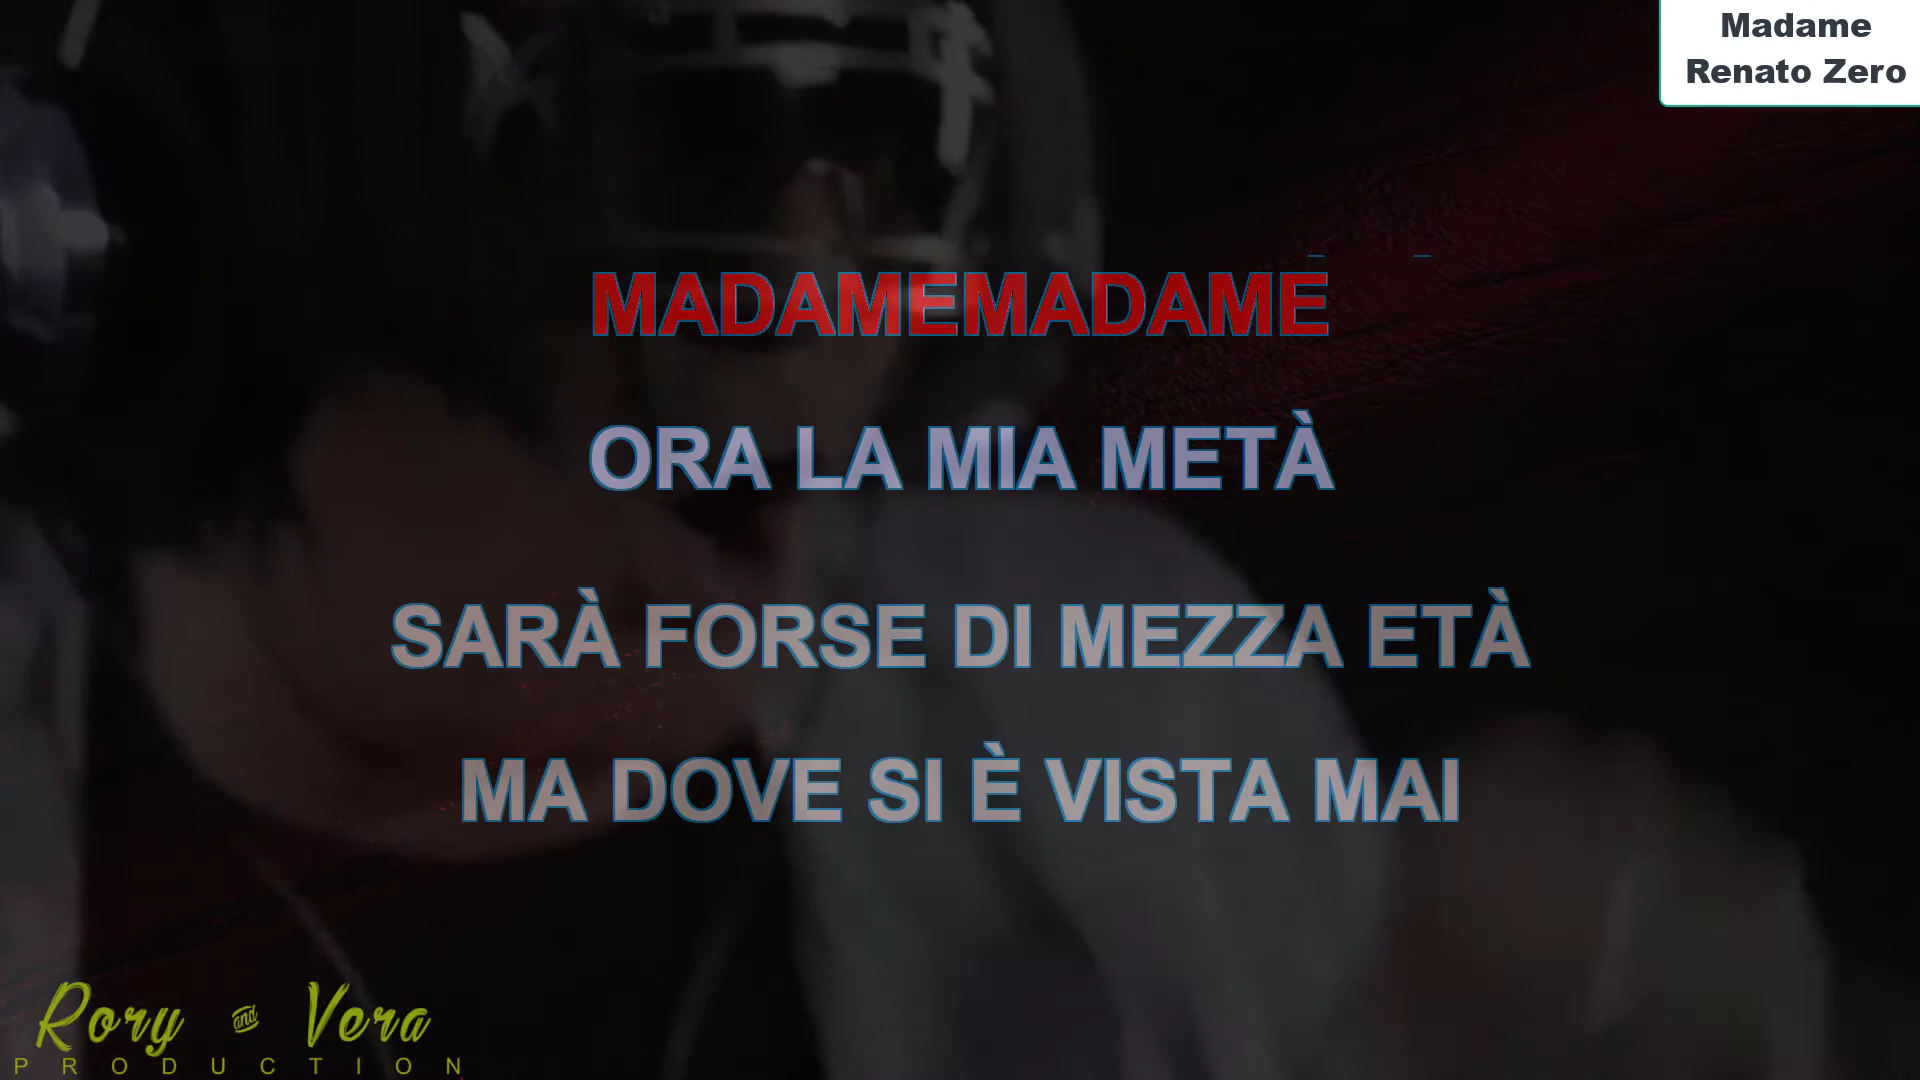 Madame
Renato Zero
MADAMEMADAME
ORA LA MIA METÀ
SARÀ FORSE DI MEZZA ETÀ
MA DOVE SI È VISTA MAI
Rory and Vera
PRODUCTION